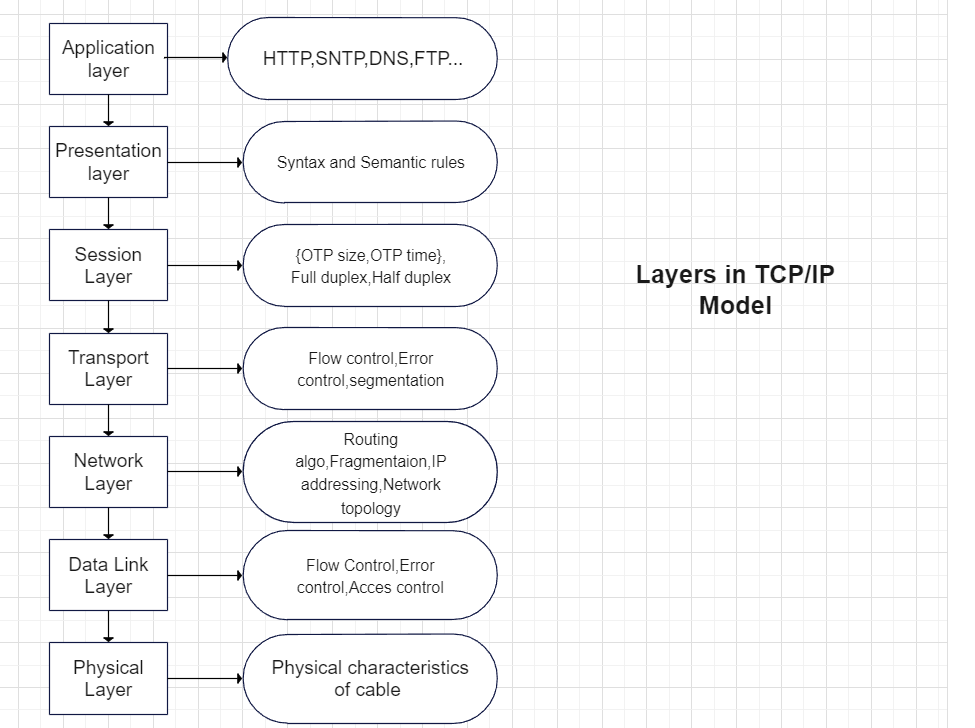 Application
layer
HTTP,SNTP,DNS,FTP...
Presentation
layer
Syntax and Semantic rules
Session
Layer
{OTP size,OTP time},
Full duplex,Half duplex
Layers in TCP/IP
Model
Transport
Layer
Flow control,Error
control,segmentation
Network
Layer
Routing
algo,Fragmentaion,IP
addressing,Network
topology
Data Link
Layer
Flow Control,Error
control,Acces control
Physical
Layer
Physical characteristics
of cable